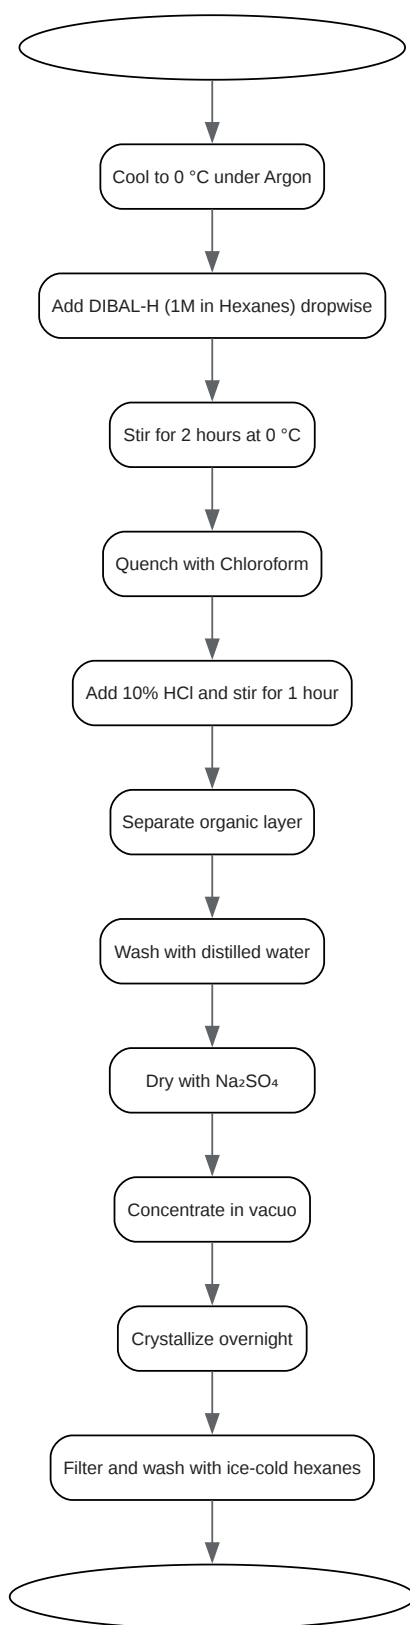 Cool to 0 °C under Argon
Add DIBAL-H (1M in Hexanes) dropwise
Stir for 2 hours at 0 °C
Quench with Chloroform
Add 10% HCl and stir for 1 hour
Separate organic layer
Wash with distilled water
Dry with Na₂SO₄
Concentrate in vacuo
Crystallize overnight
Filter and wash with ice-cold hexanes